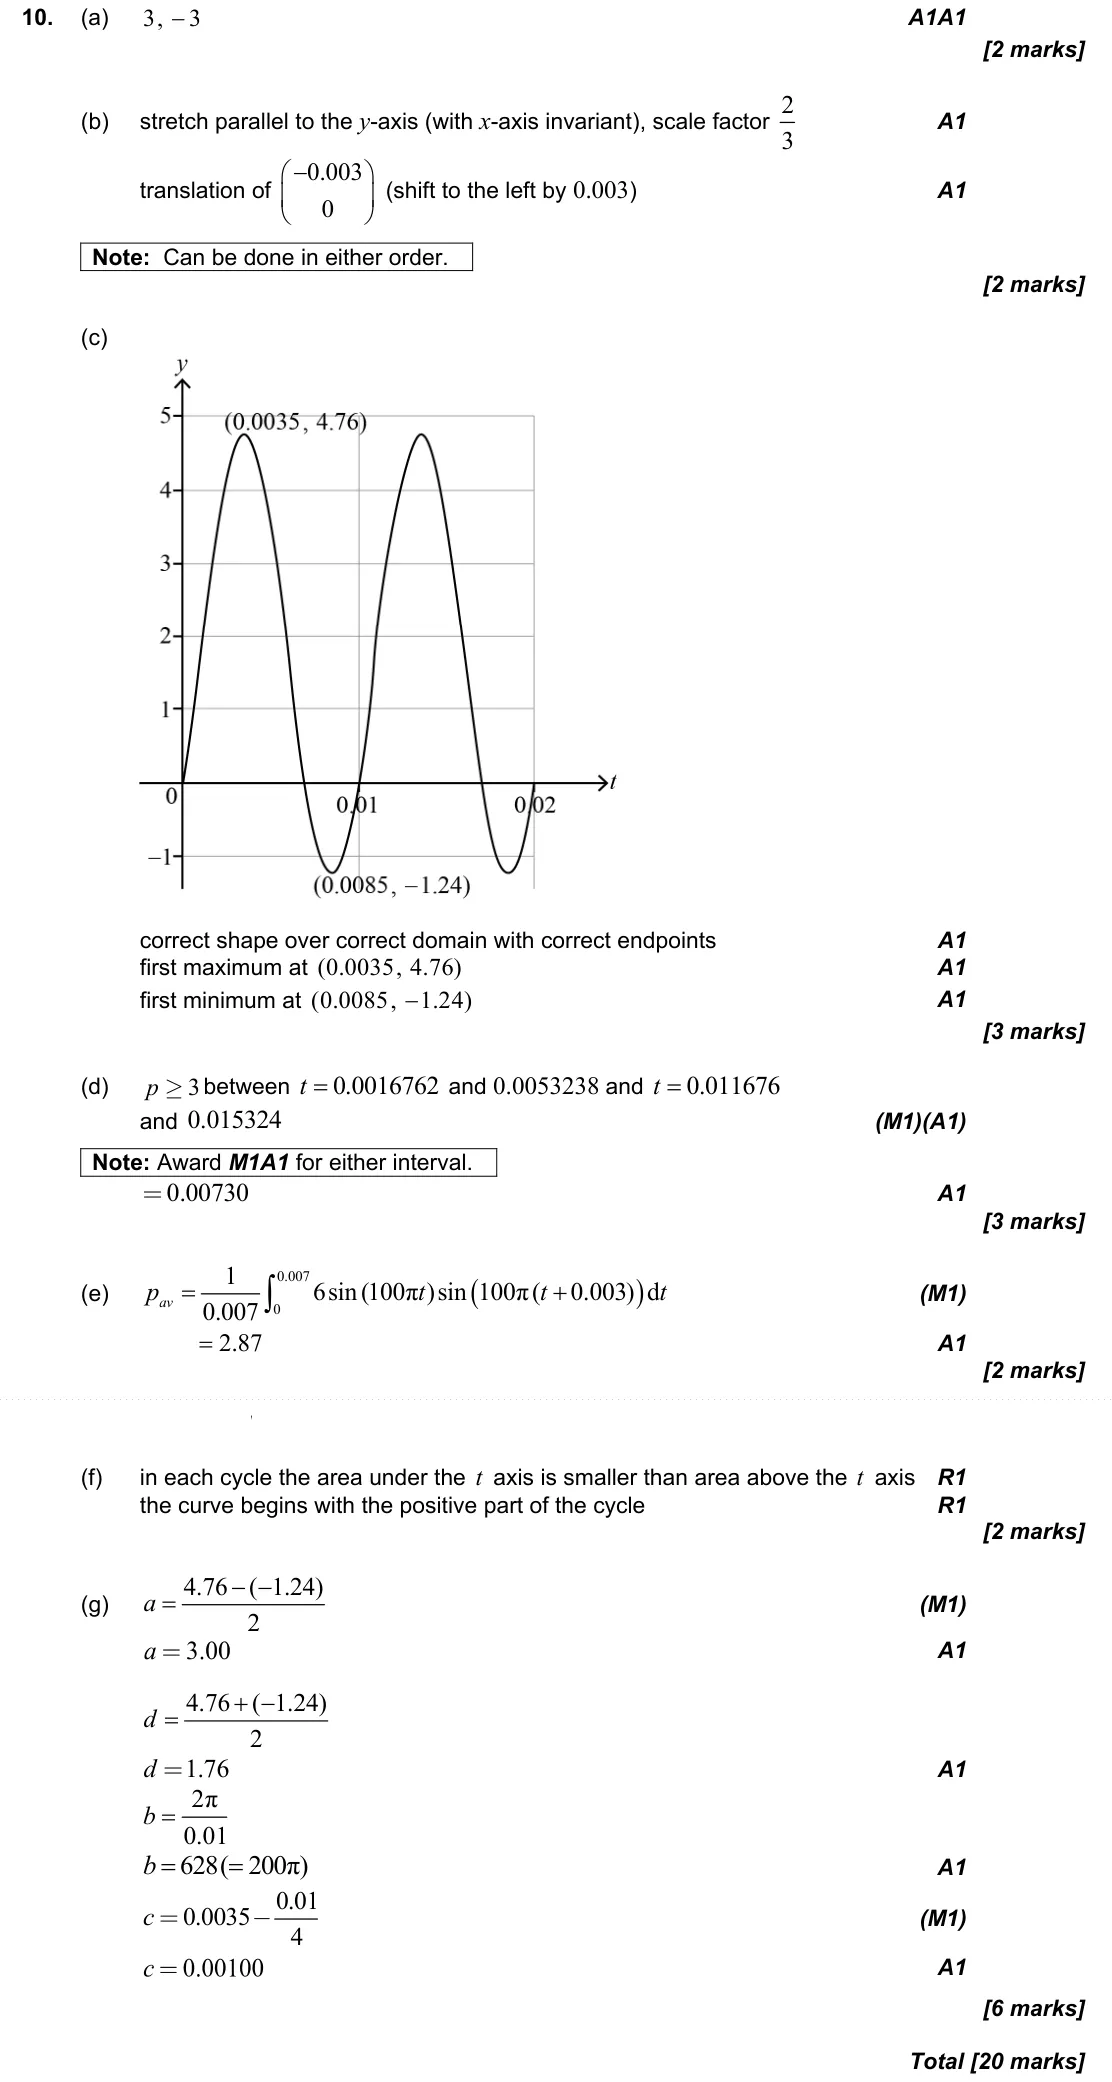 10. (a) 3, −3 A1A1
[2 marks]
(b) stretch parallel to the y-axis (with x-axis invariant), scale factor 2/3 A1
translation of (−0.003 0) (shift to the left by 0.003) A1
Note: Can be done in either order.
[2 marks]
(c)
y
5
(0.0035, 4.76)
4
3
2
1
t
0
0.01
0.02
−1
(0.0085, −1.24)
correct shape over correct domain with correct endpoints A1
first maximum at (0.0035, 4.76) A1
first minimum at (0.0085, −1.24) A1
[3 marks]
(d) p ≥ 3 between t = 0.0016762 and 0.0053238 and t = 0.011676
and 0.015324 (M1)(A1)
Note: Award M1A1 for either interval.
= 0.00730 A1
[3 marks]
(e) p_av = 1/0.007 ∫_0^0.007 6 sin(100πt) sin(100π(t + 0.003)) dt (M1)
= 2.87 A1
[2 marks]
(f) in each cycle the area under the t axis is smaller than area above the t axis R1
the curve begins with the positive part of the cycle R1
[2 marks]
(g) a = (4.76 − (−1.24))/2 (M1)
a = 3.00 A1
d = (4.76 + (−1.24))/2
d = 1.76 A1
b = 2π/0.01
b = 628 (= 200π) A1
c = 0.0035 − 0.01/4 (M1)
c = 0.00100 A1
[6 marks]
Total [20 marks]